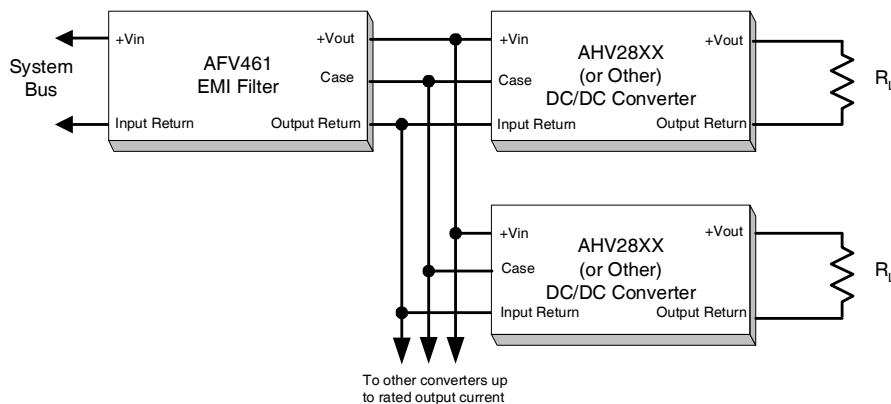 System
Bus
+Vin
Input Return
AFV461
EMI Filter
+Vout
Case
Output Return
+Vin
Case
Input Return
AHV28XX
(or Other)
DC/DC Converter
+Vout
Output Return
RL
+Vin
Case
Input Return
AHV28XX
(or Other)
DC/DC Converter
+Vout
Output Return
RL
To other converters up
to rated output current